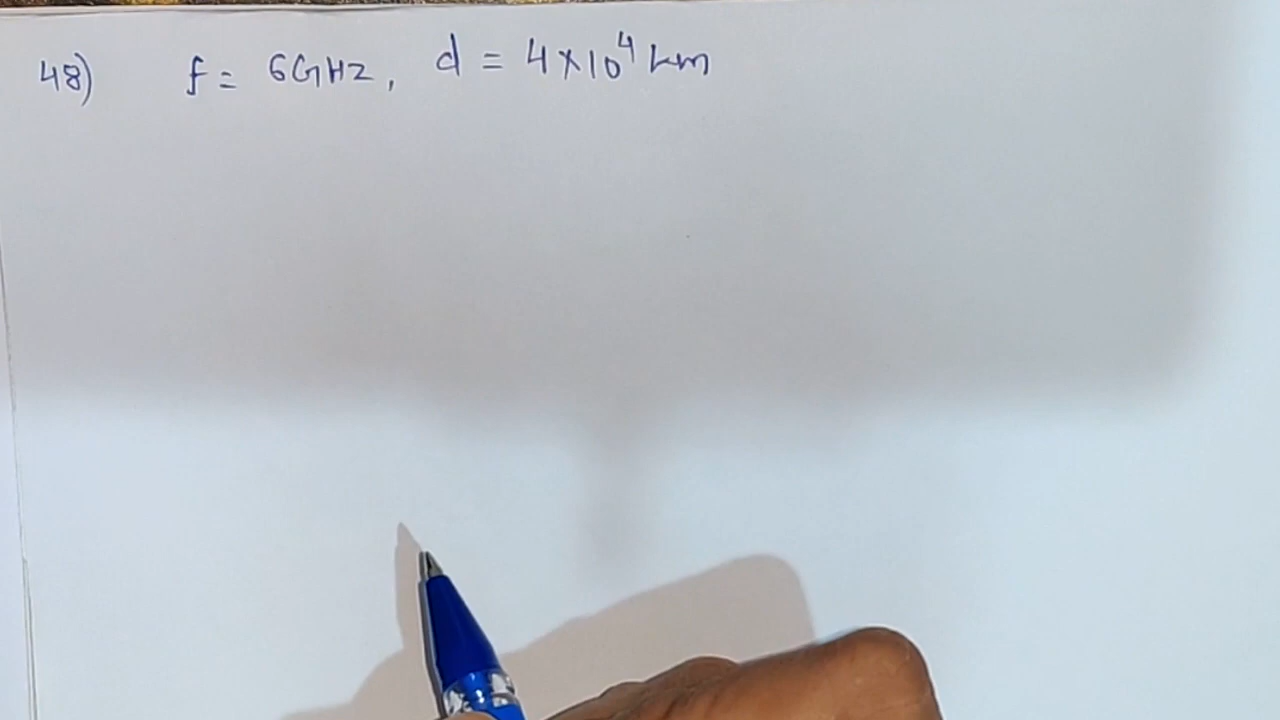 48) f = 6GHz, d = 4×10⁴ km